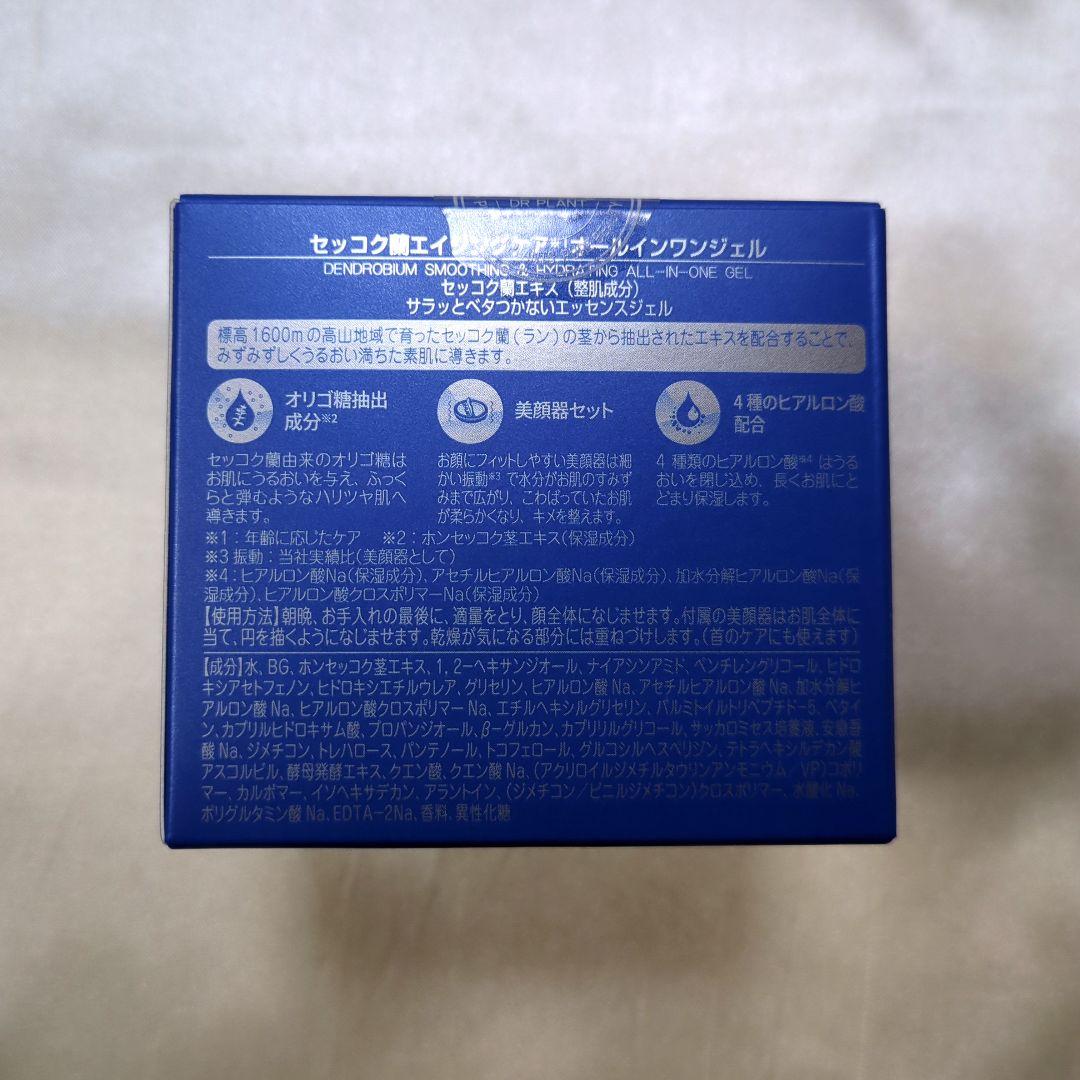 DR PLANT
セッコク蘭エイジングケア※1オールインワンジェル
DENDROBIUM SMOOTHING & HYDRATING ALL-IN-ONE GEL
セッコク蘭エキス（整肌成分）
サラッとベタつかないエッセンスジェル
標高1600mの高山地域で育ったセッコク蘭(ラン)の茎から抽出されたエキスを配合することで、
みずみずしくうるおい満ちた素肌に導きます。
オリゴ糖抽出
成分※2
セッコク蘭由来のオリゴ糖は
お肌にうるおいを与え、ふっく
らと弾むようなハリツヤ肌へ
導きます。
美顔器セット
お顔にフィットしやすい美顔器は細
かい振動※3で水分がお肌のすみず
みまで広がり、こわばっていたお肌
が柔らかくなり、キメを整えます。
4種のヒアルロン酸
配合
4種類のヒアルロン酸※4はうる
おいを閉じ込め、長くお肌にと
どまり保湿します。
※1：年齢に応じたケア　※2：ホンセッコク茎エキス(保湿成分)
※3振動：当社実績比(美顔器として)
※4：ヒアルロン酸Na(保湿成分)、アセチルヒアルロン酸Na(保湿成分)、加水分解ヒアルロン酸Na(保
湿成分)、ヒアルロン酸クロスポリマーNa(保湿成分)
【使用方法】朝晩、お手入れの最後に、適量をとり、顔全体になじませます。付属の美顔器はお肌全体に
当て、円を描くようになじませます。乾燥が気になる部分には重ねづけします。(首のケアにも使えます)
【成分】水、BG、ホンセッコク茎エキス、1,2-ヘキサンジオール、ナイアシンアミド、ペンチレングリコール、ヒドロ
キシアセトフェノン、ヒドロキシエチルウレア、グリセリン、ヒアルロン酸Na、アセチルヒアルロン酸Na、加水分解ヒ
アルロン酸Na、ヒアルロン酸クロスポリマーNa、エチルヘキシルグリセリン、パルミトイルトリペプチド-5、ベタイ
ン、カプリルヒドロキサム酸、プロパンジオール、β-グルカン、カプリリルグリコール、サッカロミセス培養液、安息香
酸Na、ジメチコン、トレハロース、パンテノール、トコフェロール、グルコシルヘスペリジン、テトラヘキシルデカン酸
アスコルビル、酵母発酵エキス、クエン酸、クエン酸Na、(アクリロイルジメチルタウリンアンモニウム/VP)コポリ
マー、カルボマー、イソヘキサデカン、アラントイン、(ジメチコン/ビニルジメチコン)クロスポリマー、水酸化Na、
ポリグルタミン酸Na、EDTA-2Na、香料、異性化糖